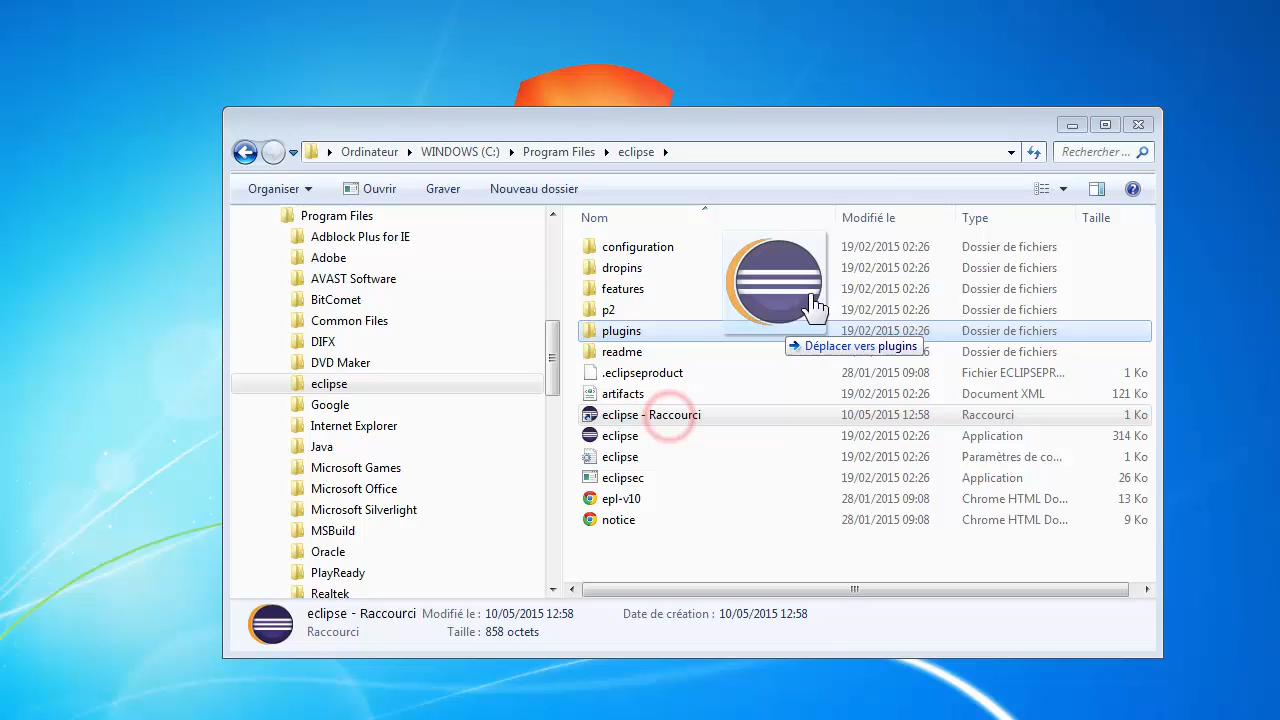 Ordinateur WINDOWS (C:) Program Files eclipse
Rechercher ...
Organiser Ouvrir Graver Nouveau dossier
Program Files
Adblock Plus for IE
Adobe
AVAST Software
BitComet
Common Files
DIFX
DVD Maker
eclipse
Google
Internet Explorer
Java
Microsoft Games
Microsoft Office
Microsoft Silverlight
MSBuild
Oracle
PlayReady
Realtek
Nom Modifié le Type Taille
configuration 19/02/2015 02:26 Dossier de fichiers
dropins 19/02/2015 02:26 Dossier de fichiers
features 19/02/2015 02:26 Dossier de fichiers
p2 19/02/2015 02:26 Dossier de fichiers
plugins 19/02/2015 02:26 Dossier de fichiers
Déplacer vers plugins
readme 19/02/2015 02:26 Dossier de fichiers
.eclipseproduct 28/01/2015 09:08 Fichier ECLIPSEPR... 1 Ko
artifacts 19/02/2015 02:26 Document XML 121 Ko
eclipse - Raccourci 10/05/2015 12:58 Raccourci 1 Ko
eclipse 19/02/2015 02:26 Application 314 Ko
eclipse 19/02/2015 02:26 Paramètres de co... 1 Ko
eclipsec 19/02/2015 02:26 Application 26 Ko
epl-v10 28/01/2015 09:08 Chrome HTML Do... 13 Ko
notice 28/01/2015 09:08 Chrome HTML Do... 9 Ko
eclipse - Raccourci Modifié le : 10/05/2015 12:58 Date de création : 10/05/2015 12:58
Raccourci Taille : 858 octets